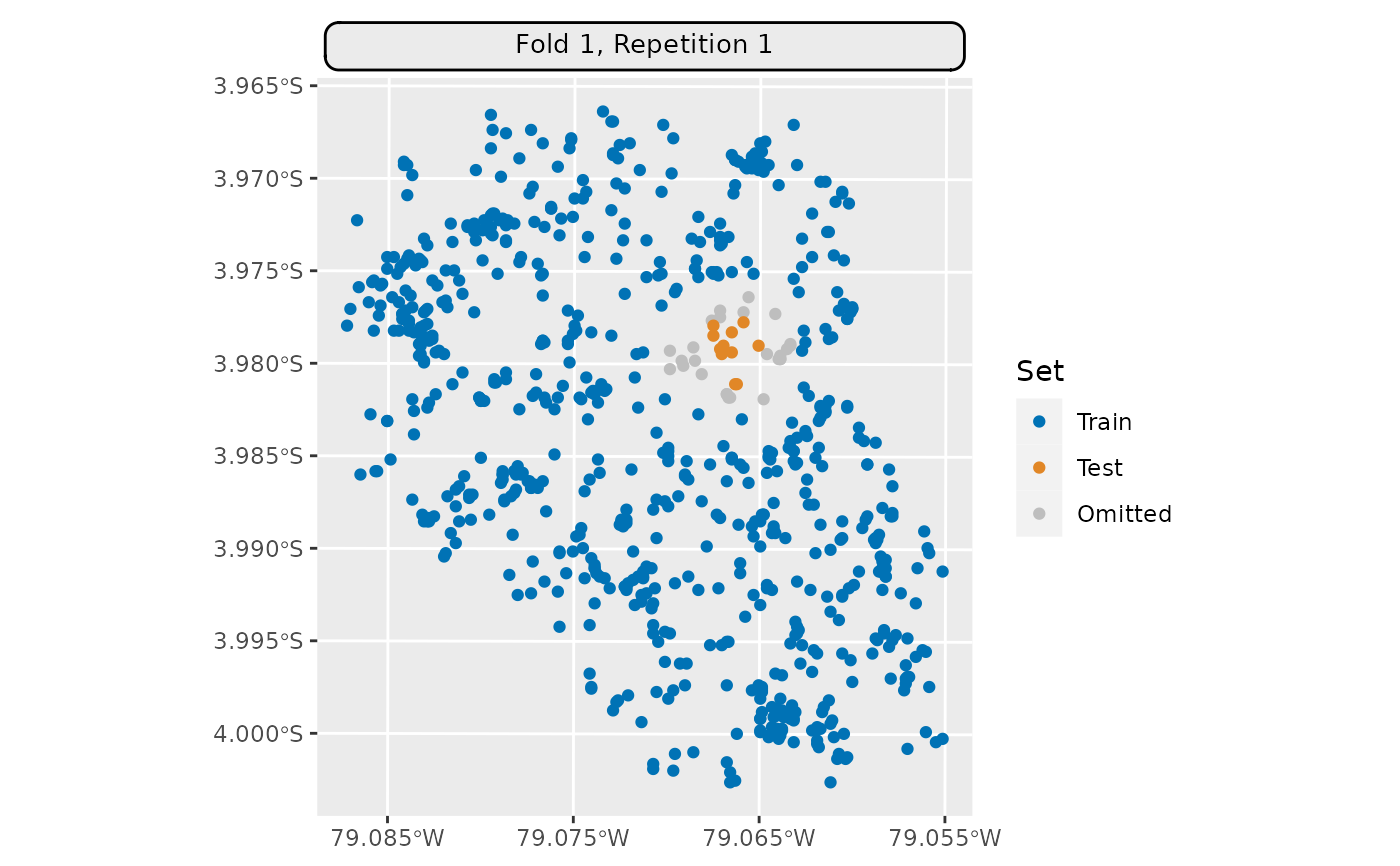 Fold 1, Repetition 1
3.965°S
3.970°S
3.975°S
3.980°S
3.985°S
3.990°S
3.995°S
4.000°S
79.085°W 79.075°W 79.065°W 79.055°W
Set
Train
Test
Omitted